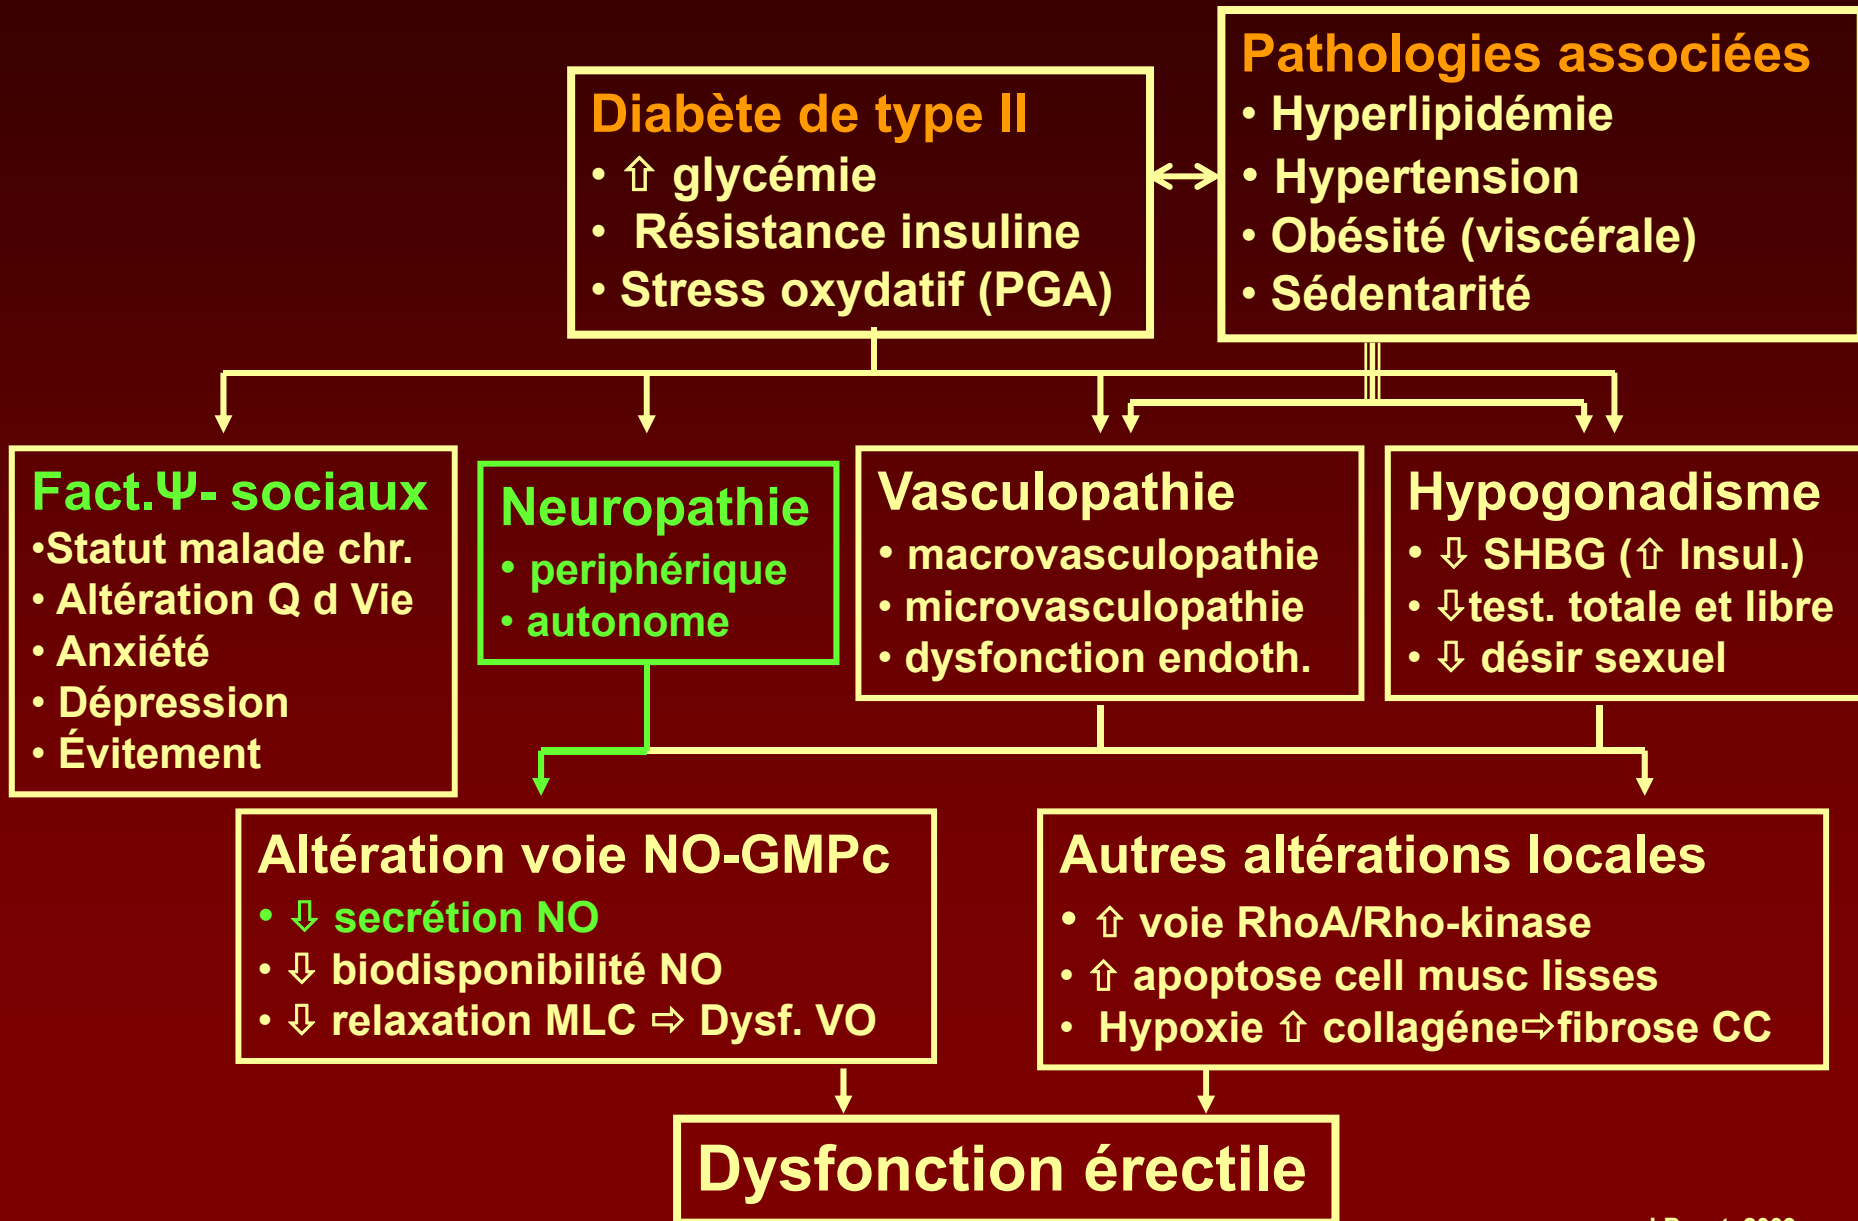 Pathologies associées
• Hyperlipidémie
• Hypertension
• Obésité (viscérale)
• Sédentarité
Diabète de type II
• ⇧ glycémie
• Résistance insuline
• Stress oxydatif (PGA)
Fact.Ψ- sociaux
•Statut malade chr.
• Altération Q d Vie
• Anxiété
• Dépression
• Évitement
Neuropathie
• periphérique
• autonome
Vasculopathie
• macrovasculopathie
• microvasculopathie
• dysfonction endoth.
Hypogonadisme
• ⇩ SHBG (⇧ Insul.)
• ⇩test. totale et libre
• ⇩ désir sexuel
Altération voie NO-GMPc
• ⇩ secrétion NO
• ⇩ biodisponibilité NO
• ⇩ relaxation MLC ⇨ Dysf. VO
Autres altérations locales
• ⇧ voie RhoA/Rho-kinase
• ⇧ apoptose cell musc lisses
• Hypoxie ⇧ collagéne⇨fibrose CC
Dysfonction érectile